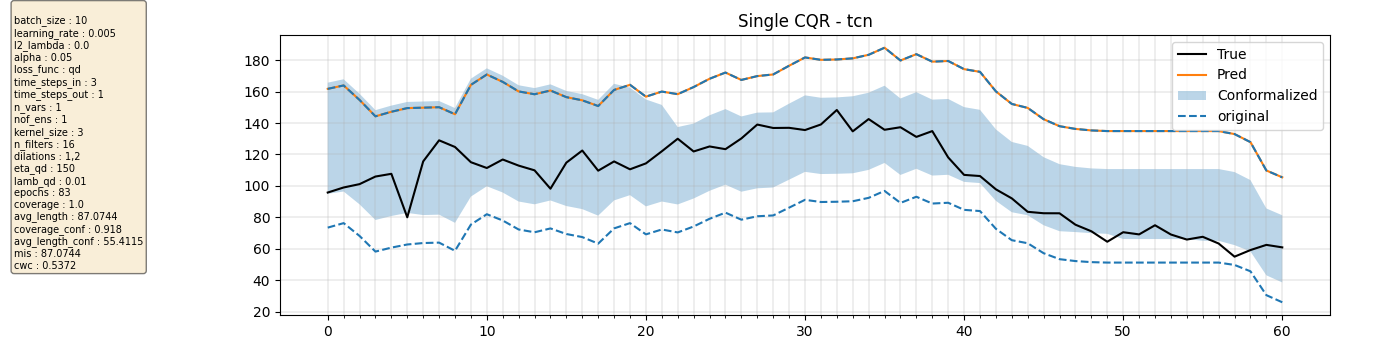 batch_size : 10
learning_rate : 0.005
l2_lambda : 0.0
alpha : 0.05
loss_func : qd
time_steps_in : 3
time_steps_out : 1
n_vars : 1
nof_ens : 1
kernel_size : 3
n_filters : 16
dilations : 1,2
eta_qd : 150
lamb_qd : 0.01
epochs : 83
coverage : 1.0
avg_length : 87.0744
coverage_conf : 0.918
avg_length_conf : 55.4115
mis : 87.0744
cwc : 0.5372
Single CQR - tcn
True
Pred
Conformalized
original
180
160
140
120
100
80
60
40
20
0 10 20 30 40 50 60